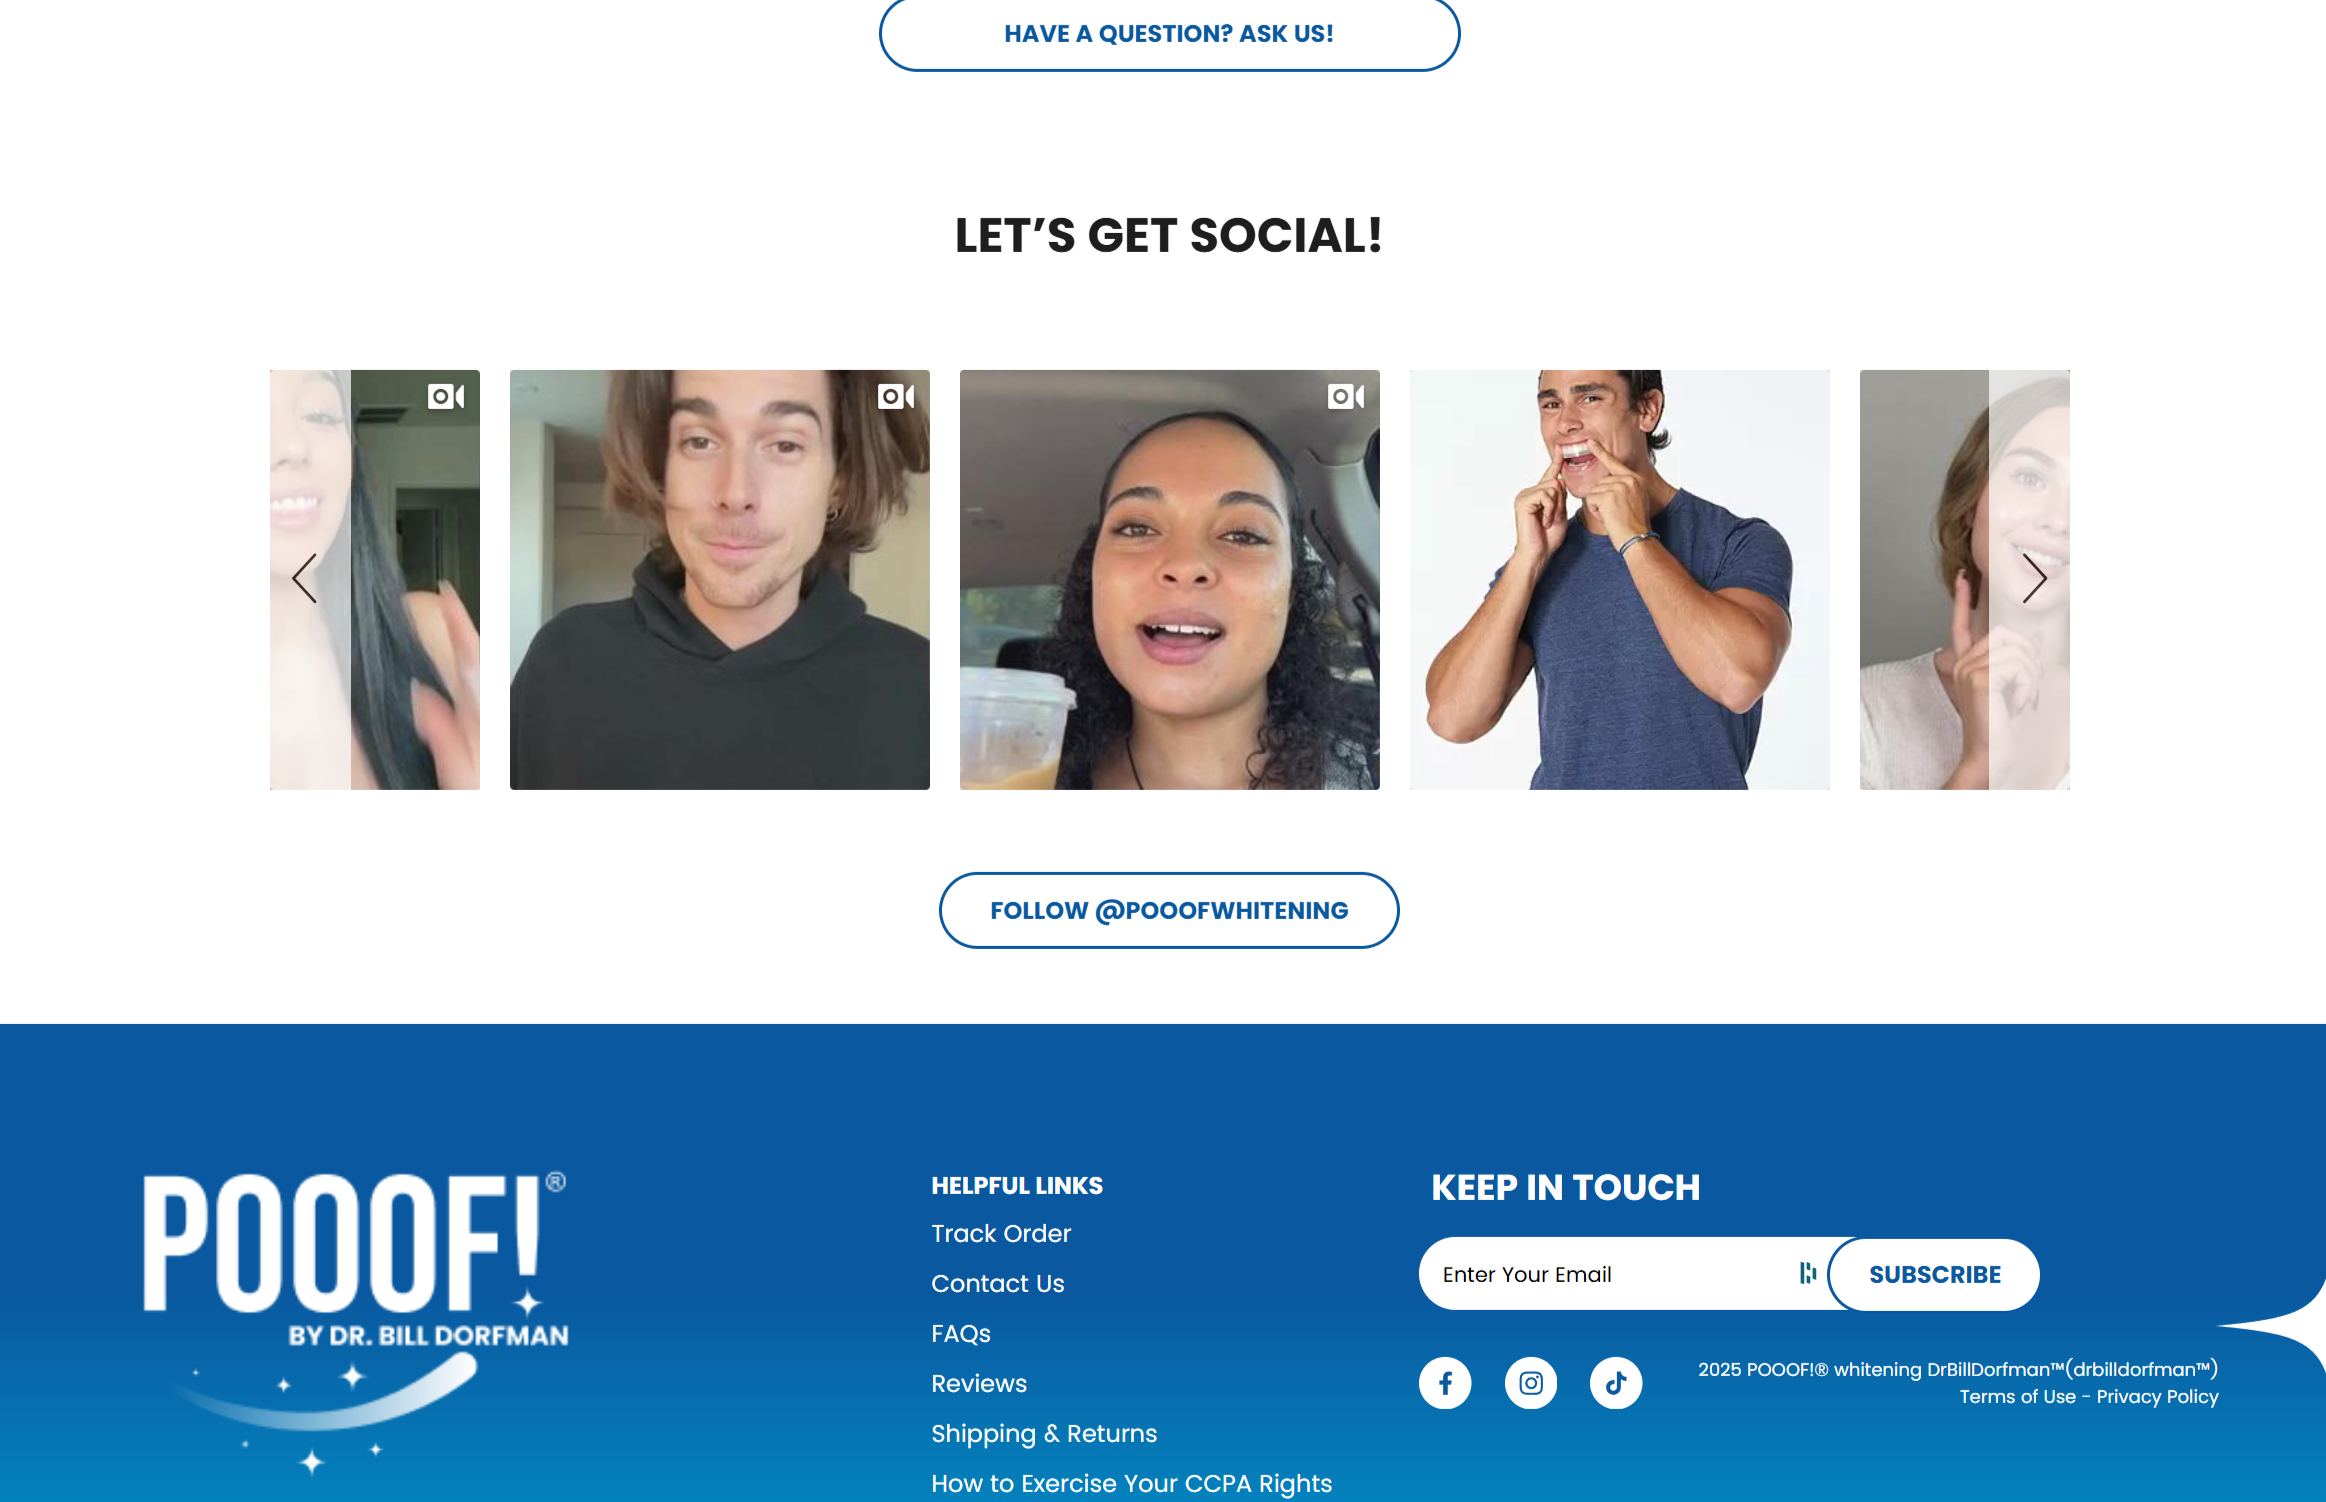 HAVE A QUESTION? ASK US!
LET’S GET SOCIAL!
FOLLOW @POOOFWHITENING
POOOF!®
BY DR. BILL DORFMAN
HELPFUL LINKS
Track Order
Contact Us
FAQs
Reviews
Shipping & Returns
How to Exercise Your CCPA Rights
KEEP IN TOUCH
Enter Your Email
SUBSCRIBE
2025 POOOF!® whitening DrBillDorfman™(drbilldorfman™)
Terms of Use - Privacy Policy